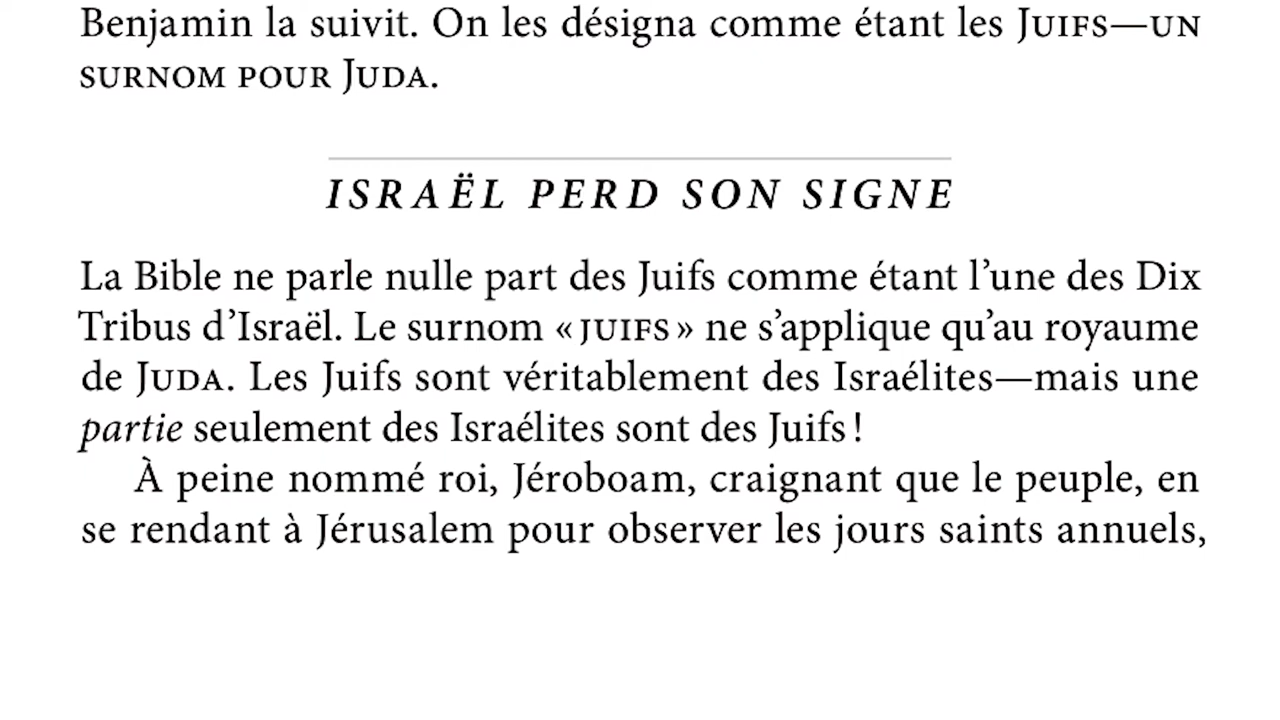 Benjamin la suivit. On les désigna comme étant les Juifs—un
surnom pour Juda.
ISRAËL PERD SON SIGNE
La Bible ne parle nulle part des Juifs comme étant l’une des Dix
Tribus d’Israël. Le surnom « juifs » ne s’applique qu’au royaume
de Juda. Les Juifs sont véritablement des Israélites—mais une
partie seulement des Israélites sont des Juifs !
À peine nommé roi, Jéroboam, craignant que le peuple, en
se rendant à Jérusalem pour observer les jours saints annuels,